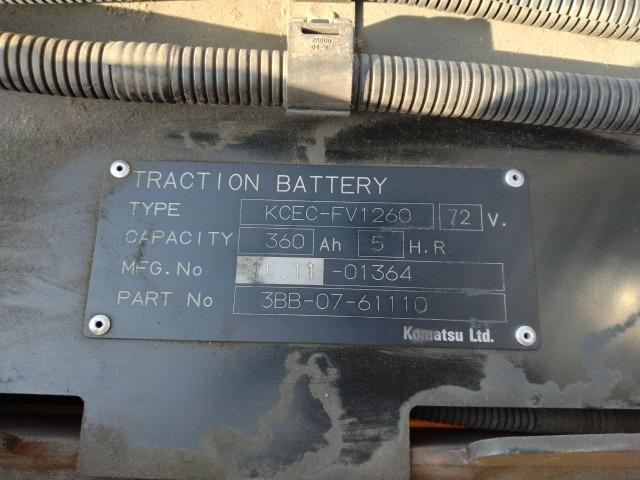 TRACTION BATTERY
TYPE KCEC-FV1260 72 V.
CAPACITY 360 Ah 5 H.R
MFG.No 15.11 -01364
PART No 3BB-07-61110
Komatsu Ltd.